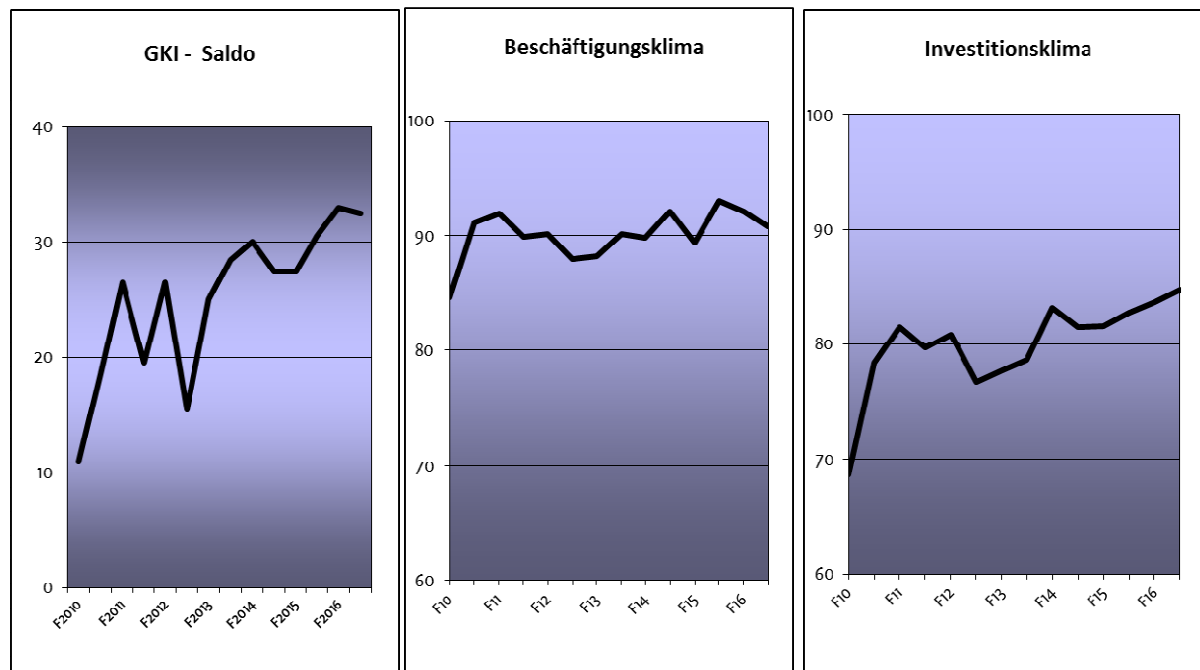 GKI - Saldo
40
30
20
10
0
F2010
F2011
F2012
F2013
F2014
F2015
F2016
Beschäftigungsklima
100
90
80
70
60
F10
F11
F12
F13
F14
F15
F16
Investitionsklima
100
90
80
70
60
F10
F11
F12
F13
F14
F15
F16